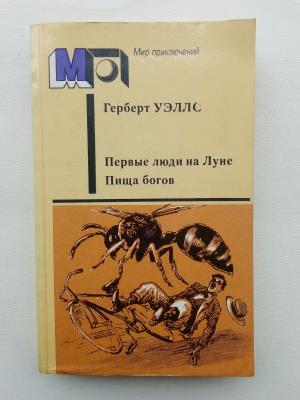 МП
Мир приключений
Герберт УЭЛЛС
Первые люди на Луне
Пища богов